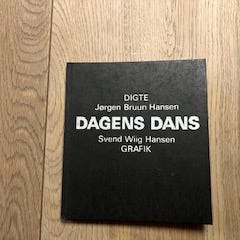 DIGTE
Jørgen Bruun Hansen
DAGENS DANS
Svend Wiig Hansen
GRAFIK